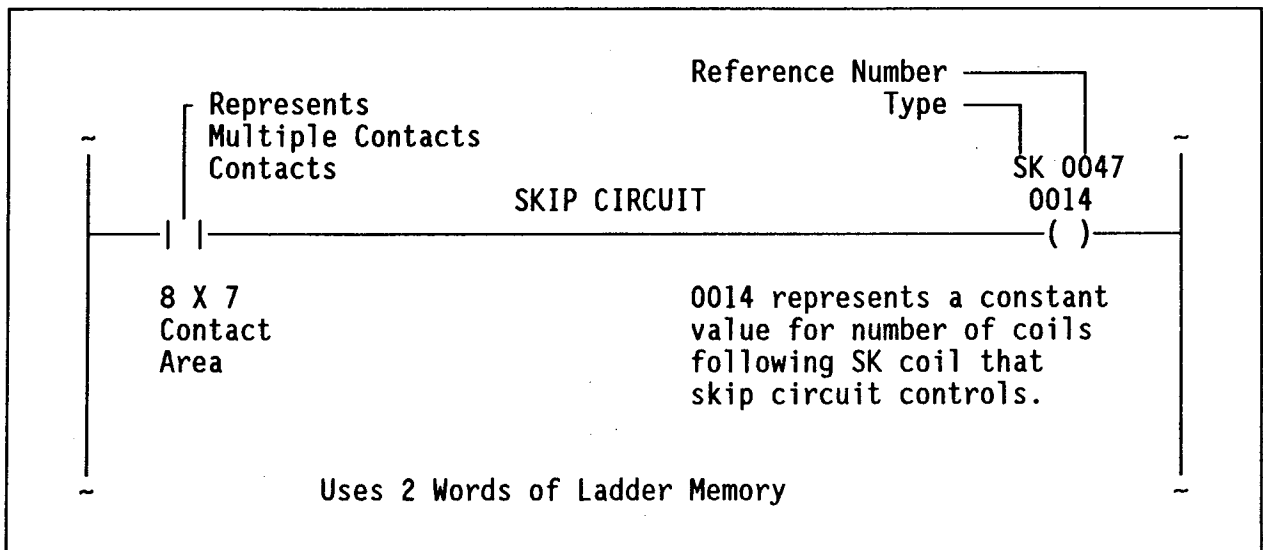 Reference Number
Type
Represents
Multiple Contacts
Contacts
SK 0047
0014
SKIP CIRCUIT
8 X 7
Contact
Area
0014 represents a constant
value for number of coils
following SK coil that
skip circuit controls.
Uses 2 Words of Ladder Memory